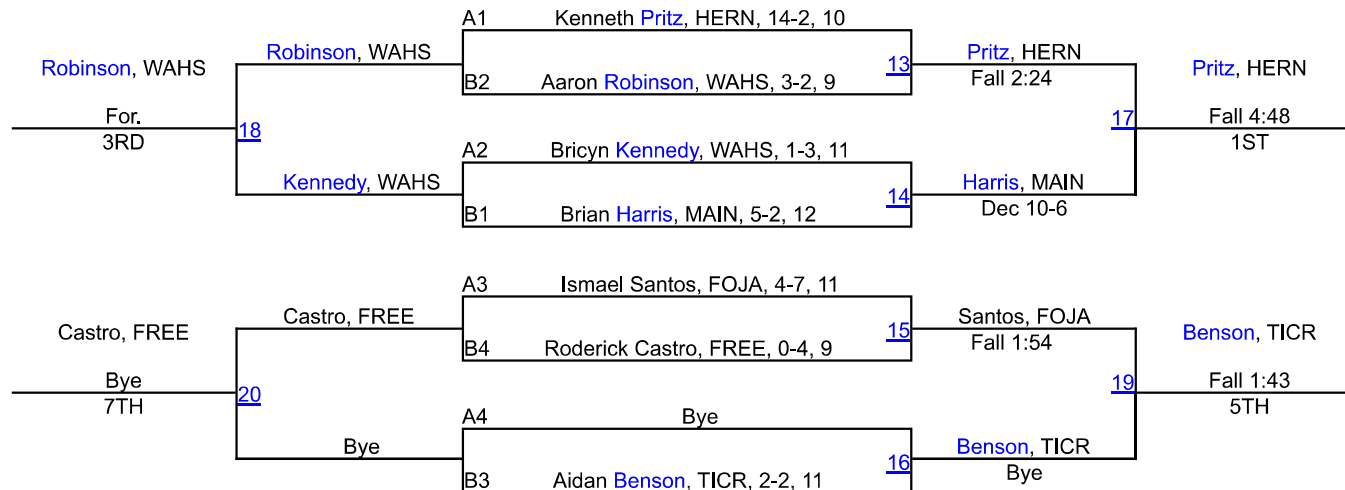 A1 Kenneth Pritz, HERN, 14-2, 10
Robinson, WAHS
Robinson, WAHS
Pritz, HERN
Pritz, HERN
B2 Aaron Robinson, WAHS, 3-2, 9
13
Fall 2:24
For.
18
3RD
17
Fall 4:48
1ST
A2 Bricyn Kennedy, WAHS, 1-3, 11
Kennedy, WAHS
14
Harris, MAIN
B1 Brian Harris, MAIN, 5-2, 12
Dec 10-6
A3 Ismael Santos, FOJA, 4-7, 11
Castro, FREE
Castro, FREE
Santos, FOJA
Benson, TICR
B4 Roderick Castro, FREE, 0-4, 9
15
Fall 1:54
Bye
20
7TH
19
Fall 1:43
5TH
A4 Bye
Bye
16
Benson, TICR
B3 Aidan Benson, TICR, 2-2, 11
Bye